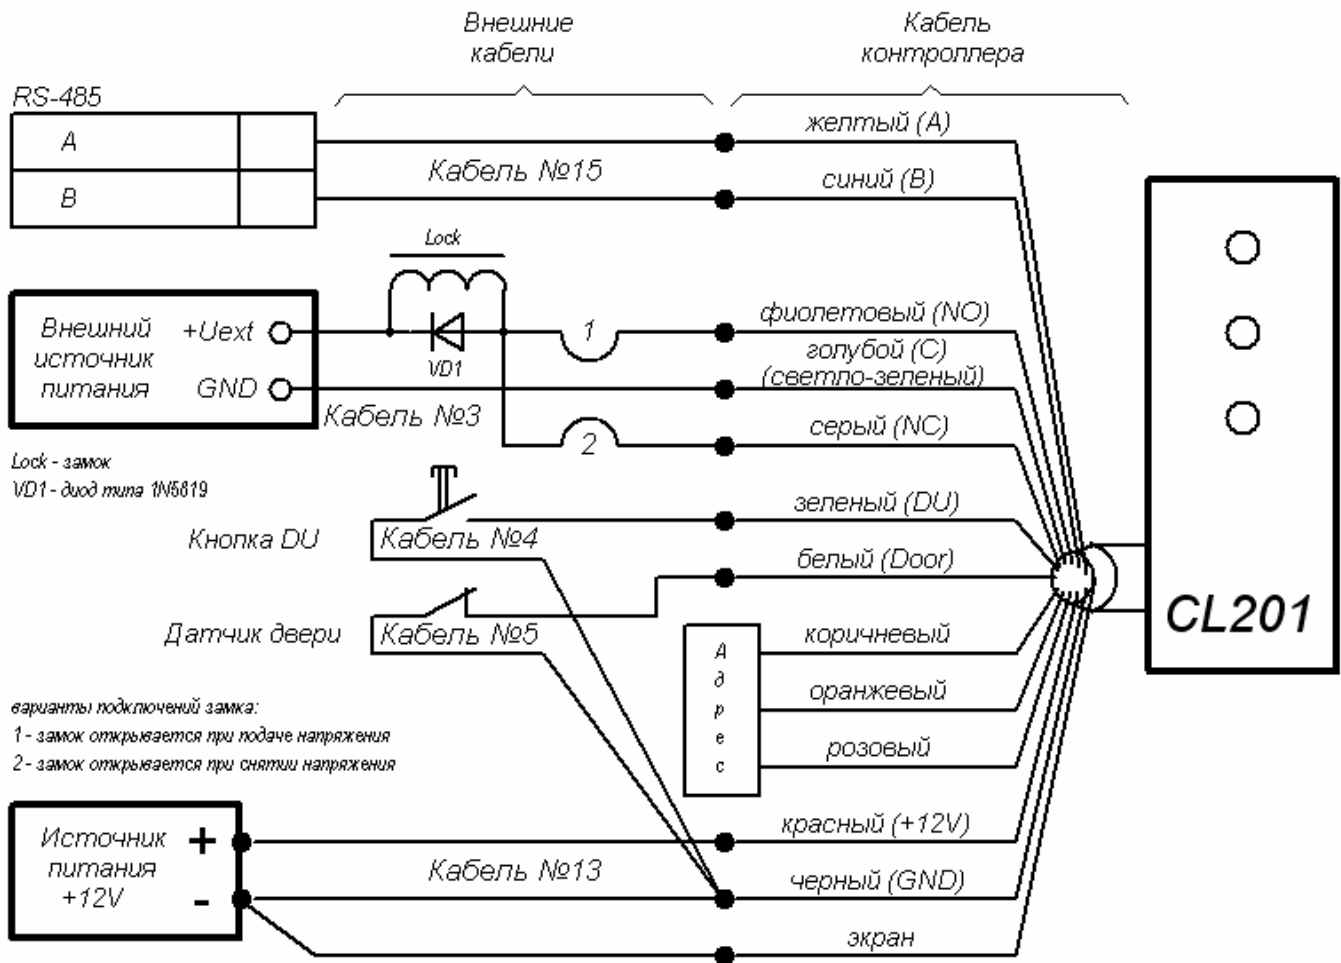 Внешние
кабели
Кабель
контроллера
RS-485
A
B
Кабель №15
желтый (A)
синий (B)
Lock
Внешний
источник
питания
+Uext
GND
1
VD1
2
Кабель №3
фиолетовый (NO)
голубой (C)
(светло-зеленый)
серый (NC)
Lock - замок
VD1 - диод типа 1N5819
Кнопка DU
Кабель №4
зеленый (DU)
белый (Door)
Датчик двери
Кабель №5
Адрес
коричневый
оранжевый
розовый
CL201
варианты подключений замка:
1 - замок открывается при подаче напряжения
2 - замок открывается при снятии напряжения
Источник
питания
+12V
+
-
Кабель №13
красный (+12V)
черный (GND)
экран